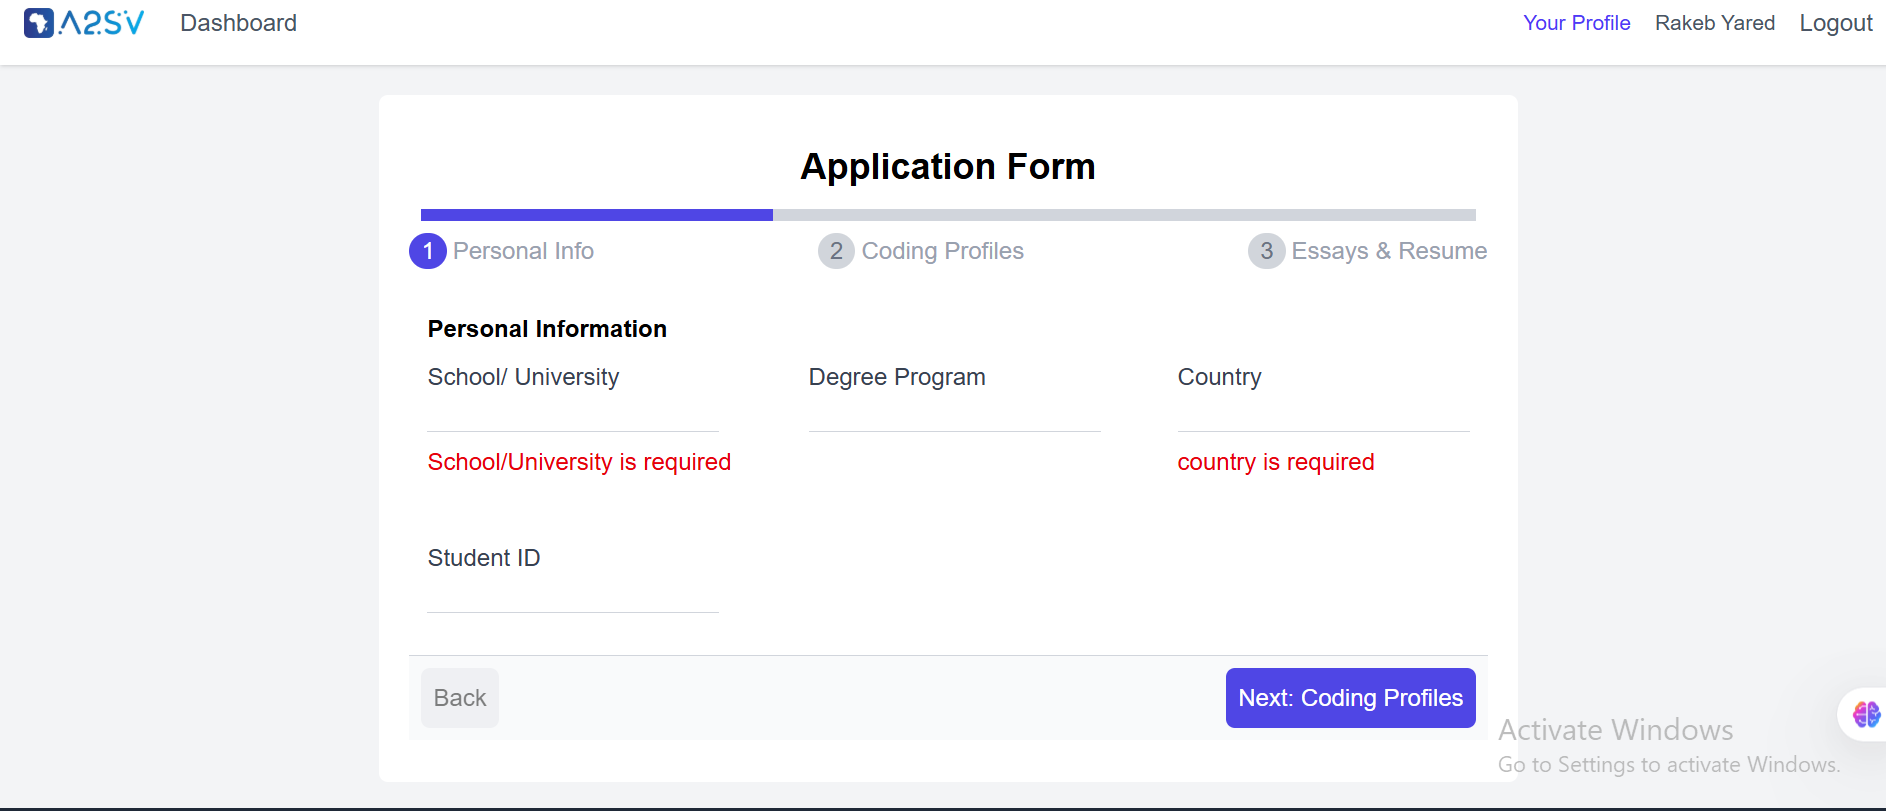 A2SV Dashboard Your Profile Rakeb Yared Logout
Application Form
1 Personal Info 2 Coding Profiles 3 Essays & Resume
Personal Information
School/ University Degree Program Country
School/University is required country is required
Student ID
Back Next: Coding Profiles
Activate Windows
Go to Settings to activate Windows.